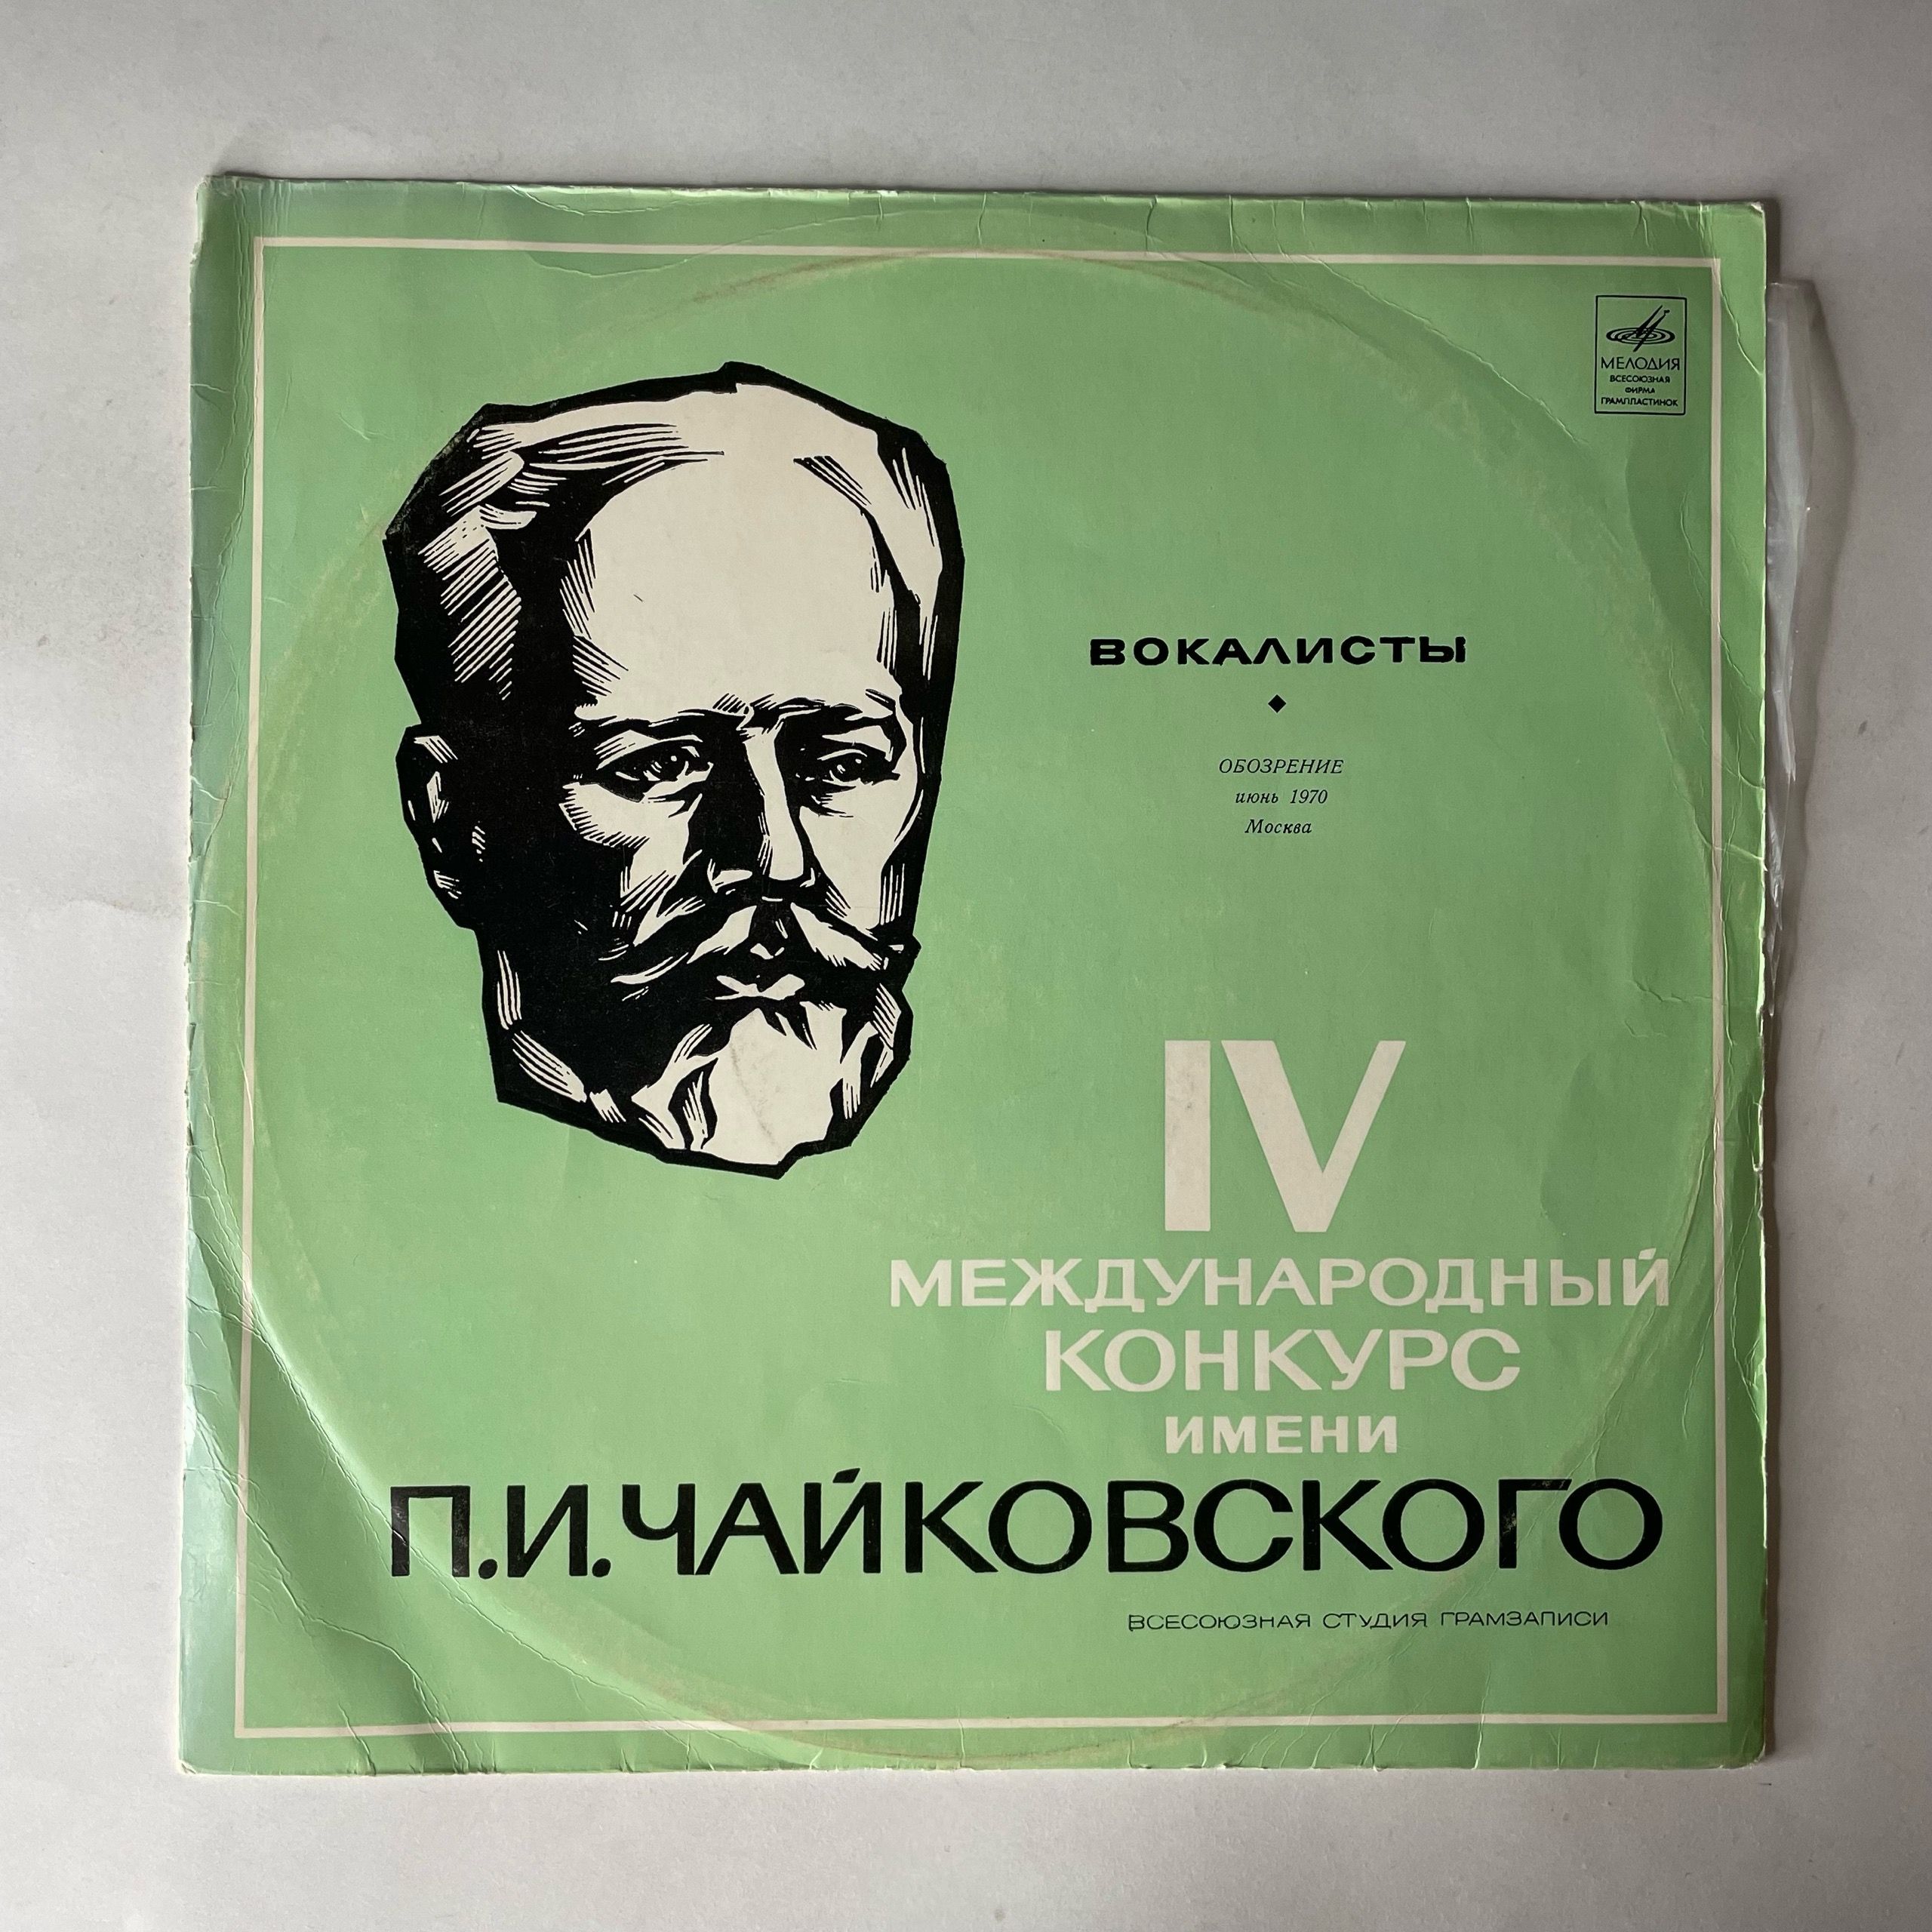 МЕЛОДИЯ
ВСЕСОЮЗНАЯ
ФИРМА
ГРАМПЛАСТИНОК
ВОКАЛИСТЫ
ОБОЗРЕНИЕ
июнь 1970
Москва
IV
МЕЖДУНАРОДНЫЙ
КОНКУРС
ИМЕНИ
П.И.ЧАЙКОВСКОГО
ВСЕСОЮЗНАЯ СТУДИЯ ГРАМЗАПИСИ